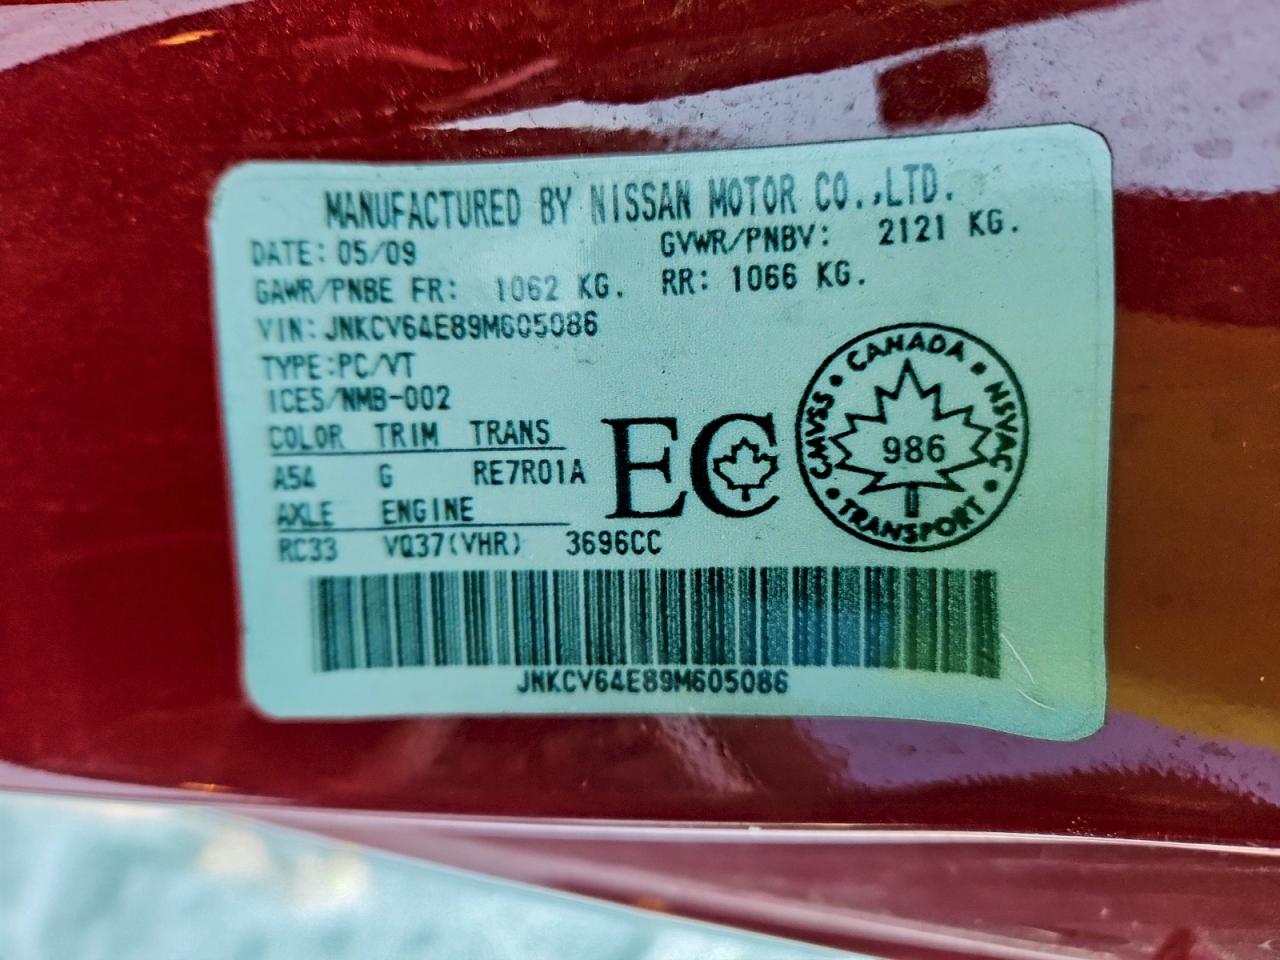 MANUFACTURED BY NISSAN MOTOR CO.,LTD.
DATE: 05/09 GVWR/PNBV: 2121 KG.
GAWR/PNBE FR: 1062 KG. RR: 1066 KG.
VIN: JNKCV64E89M605086
TYPE:PC/VT
ICES/NMB-002
COLOR TRIM TRANS
A54 G RE7R01A
AXLE ENGINE
RC33 VQ37(VHR) 3696CC
EC
CANADA
CMVSS
NSVAC
986
TRANSPORT
JNKCV64E89M605086